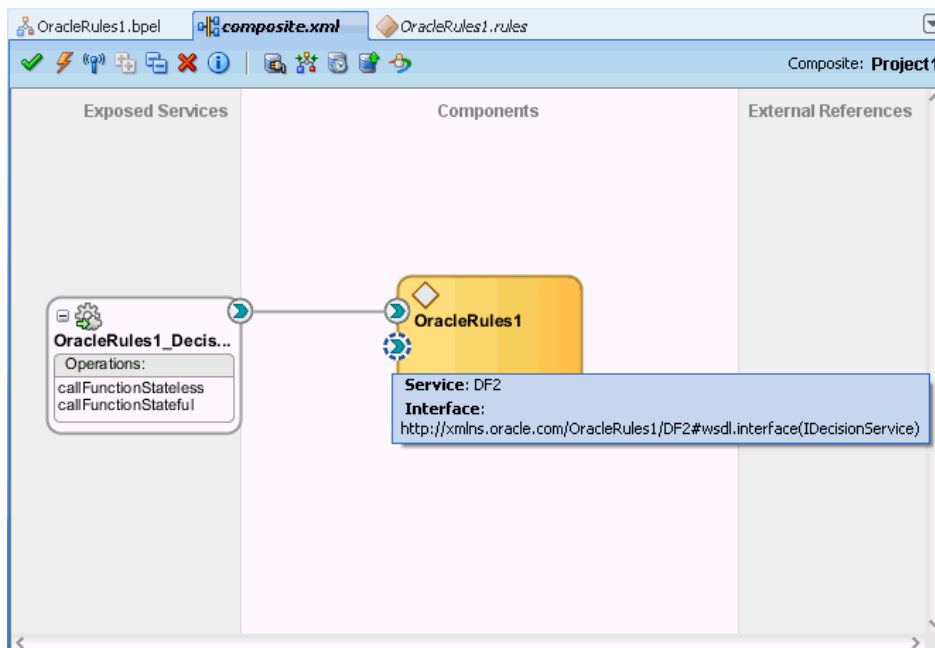 OracleRules1.bpel composite.xml OracleRules1.rules
Composite: Project1
Exposed Services Components External References
OracleRules1
OracleRules1_Decis...
Operations:
callFunctionStateless
callFunctionStateful
Service: DF2
Interface:
http://xmlns.oracle.com/OracleRules1/DF2#wsdl.interface(IDecisionService)